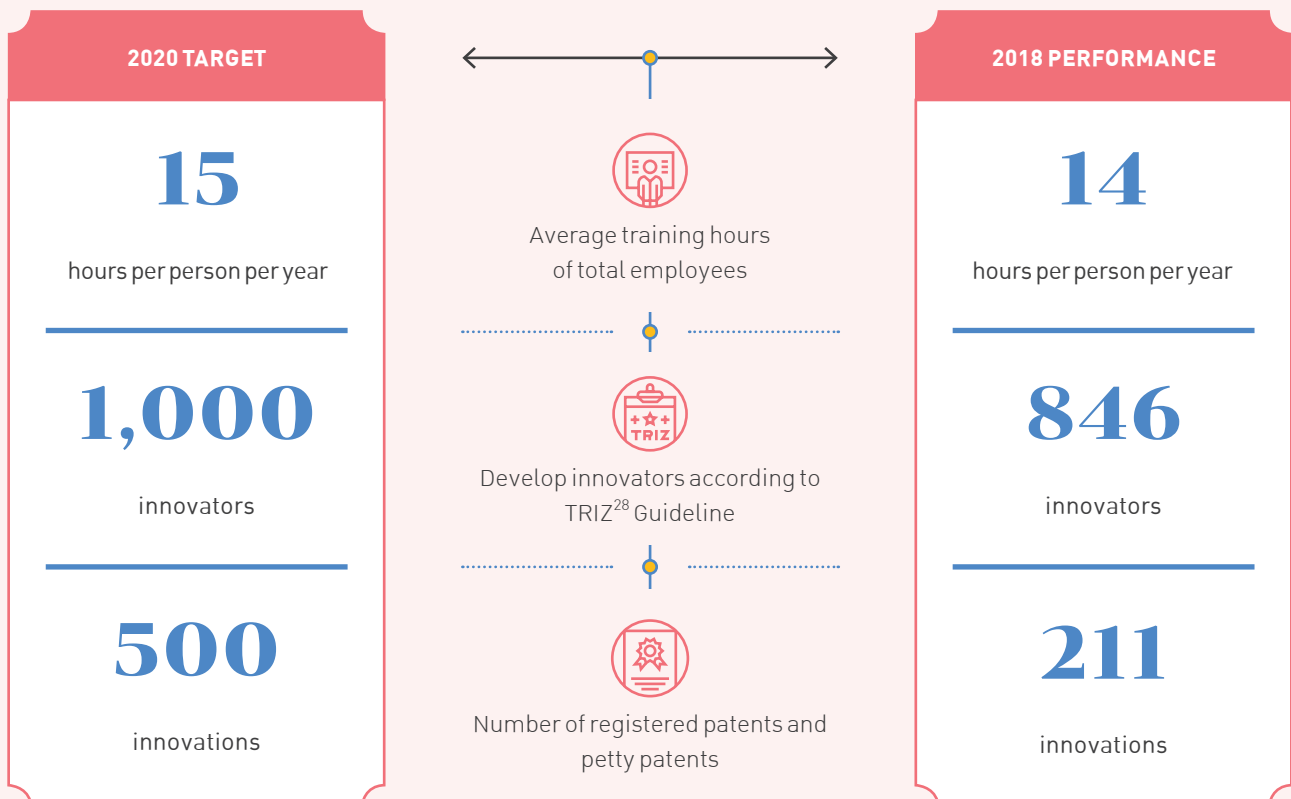 2020 TARGET
2018 PERFORMANCE
15
hours per person per year
Average training hours
of total employees
14
hours per person per year
1,000
innovators
TRIZ
Develop innovators according to
TRIZ28 Guideline
846
innovators
500
innovations
Number of registered patents and
petty patents
211
innovations